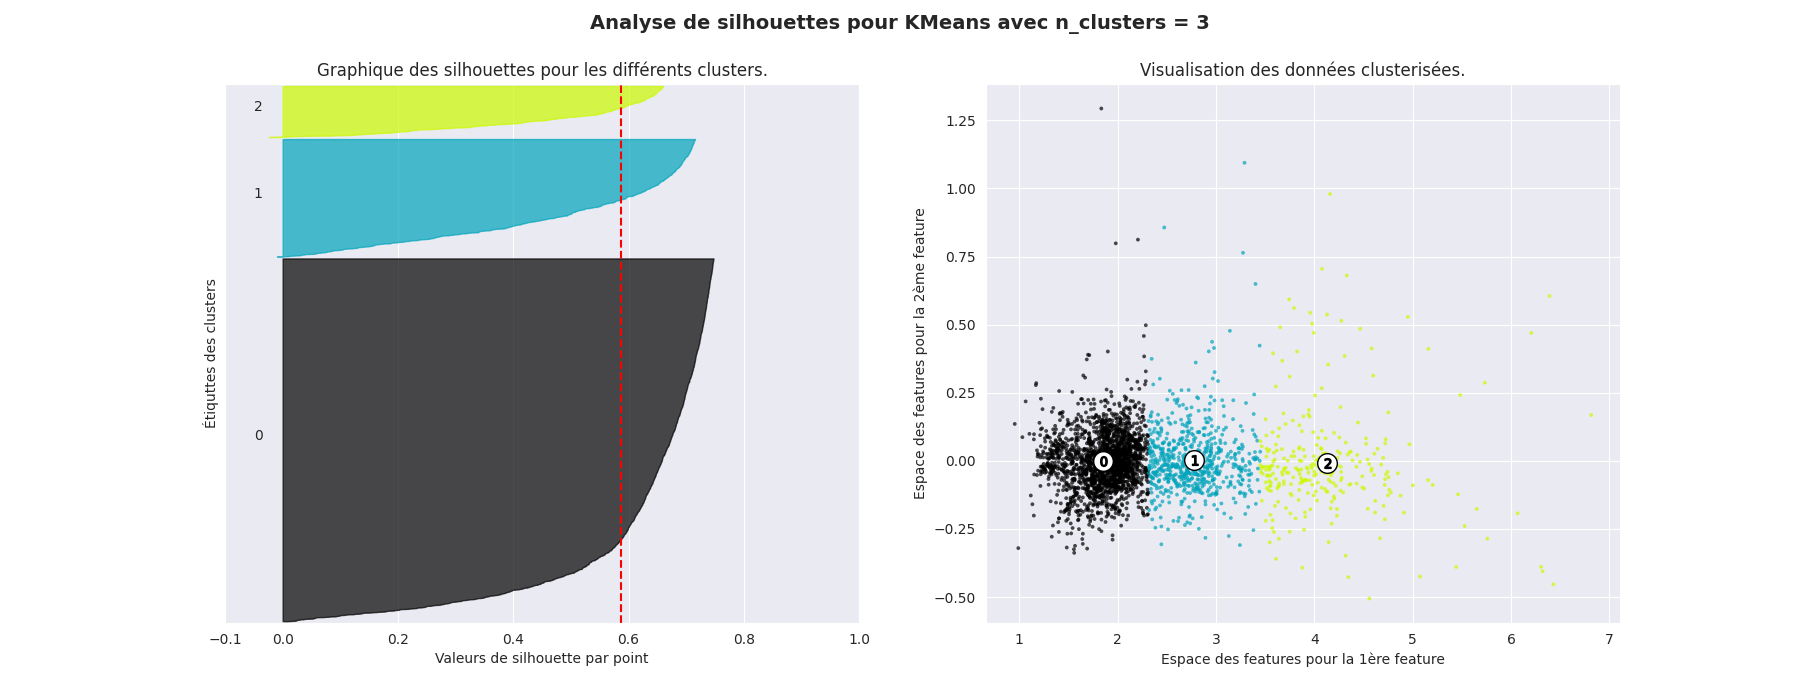 Analyse de silhouettes pour KMeans avec n_clusters = 3
Graphique des silhouettes pour les différents clusters.
2
1
0
Étiquttes des clusters
−0.1 0.0 0.2 0.4 0.6 0.8 1.0
Valeurs de silhouette par point
Visualisation des données clusterisées.
1.25
1.00
0.75
0.50
0.25
0.00
−0.25
−0.50
Espace des features pour la 2ème feature
0 1 2
1 2 3 4 5 6 7
Espace des features pour la 1ère feature